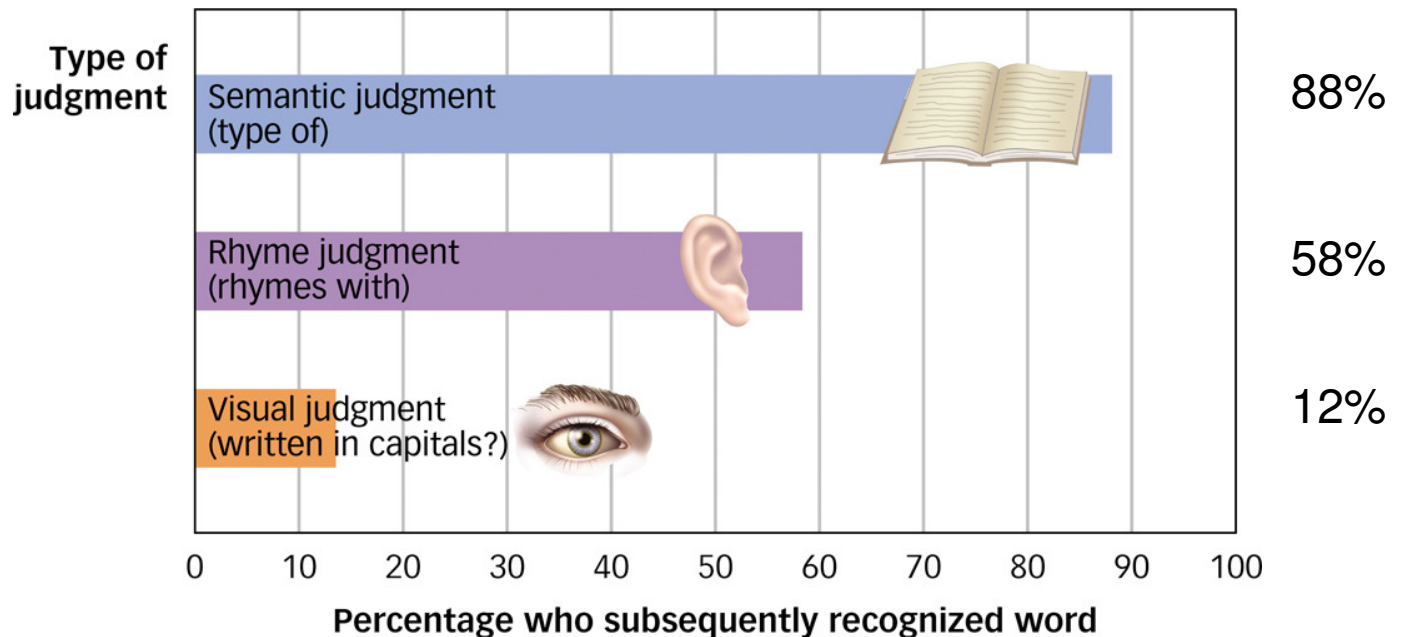 Type of
judgment
Semantic judgment
(type of)
88%
Rhyme judgment
(rhymes with)
58%
Visual judgment
(written in capitals?)
12%
0 10 20 30 40 50 60 70 80 90 100
Percentage who subsequently recognized word